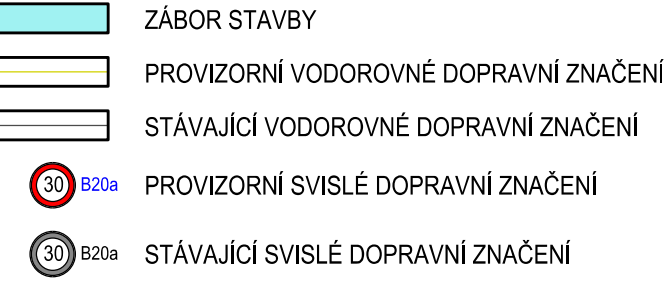 ZÁBOR STAVBY
PROVIZORNÍ VODOROVNÉ DOPRAVNÍ ZNAČENÍ
STÁVAJÍCÍ VODOROVNÉ DOPRAVNÍ ZNAČENÍ
30 B20a PROVIZORNÍ SVISLÉ DOPRAVNÍ ZNAČENÍ
30 B20a STÁVAJÍCÍ SVISLÉ DOPRAVNÍ ZNAČENÍ